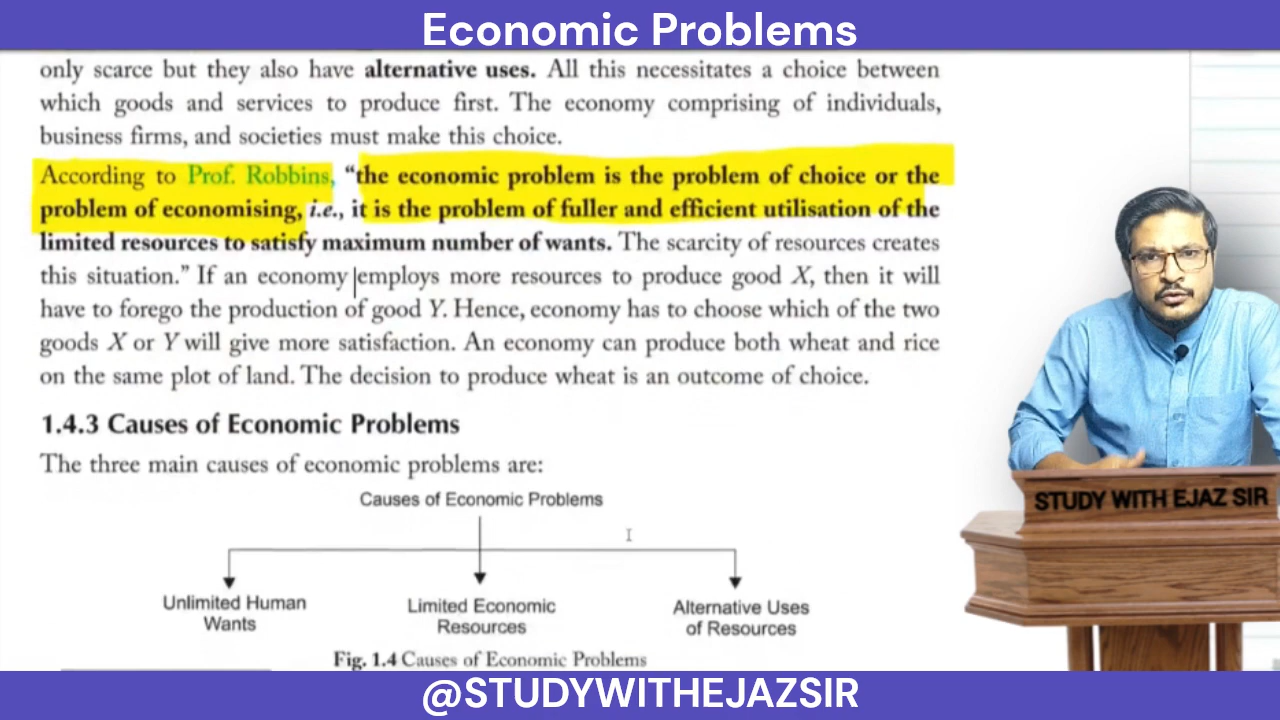 Economic Problems
only scarce but they also have alternative uses. All this necessitates a choice between
which goods and services to produce first. The economy comprising of individuals,
business firms, and societies must make this choice.
According to Prof. Robbins, “the economic problem is the problem of choice or the
problem of economising, i.e., it is the problem of fuller and efficient utilisation of the
limited resources to satisfy maximum number of wants. The scarcity of resources creates
this situation.” If an economy employs more resources to produce good X, then it will
have to forego the production of good Y. Hence, economy has to choose which of the two
goods X or Y will give more satisfaction. An economy can produce both wheat and rice
on the same plot of land. The decision to produce wheat is an outcome of choice.
1.4.3 Causes of Economic Problems
The three main causes of economic problems are:
Causes of Economic Problems
Unlimited Human
Wants
Limited Economic
Resources
Alternative Uses
of Resources
Fig. 1.4 Causes of Economic Problems
STUDY WITH EJAZ SIR
@STUDYWITHEJAZSIR